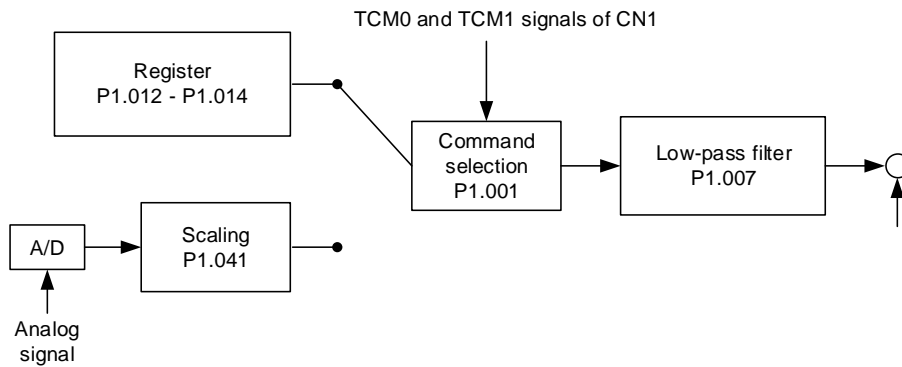 TCM0 and TCM1 signals of CN1
Register
P1.012 - P1.014
Command
selection
P1.001
Low-pass filter
P1.007
A/D
Scaling
P1.041
Analog
signal